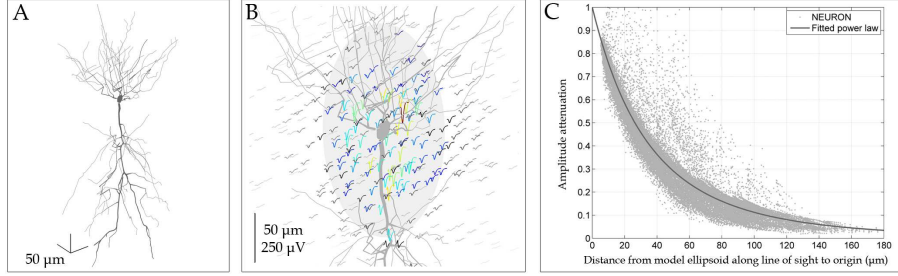 A
50 µm
B
50 µm
250 µV
C
NEURON
Fitted power law
Amplitude attenuation
1
0.9
0.8
0.7
0.6
0.5
0.4
0.3
0.2
0.1
0
0 20 40 60 80 100 120 140 160 180
Distance from model ellipsoid along line of sight to origin (µm)